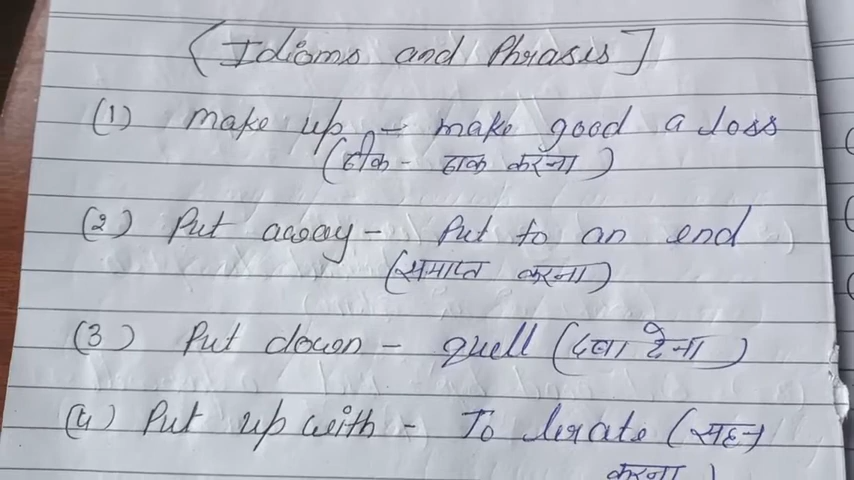 (Idioms and Phrases]
(1) make up - make good a loss
(ठीक - ठाक करना)
(2) Put away - Put to an end
(समाप्त करना)
(3) Put down - quell (दबा देना)
(4) Put up with - To lerate (सहन
करना)